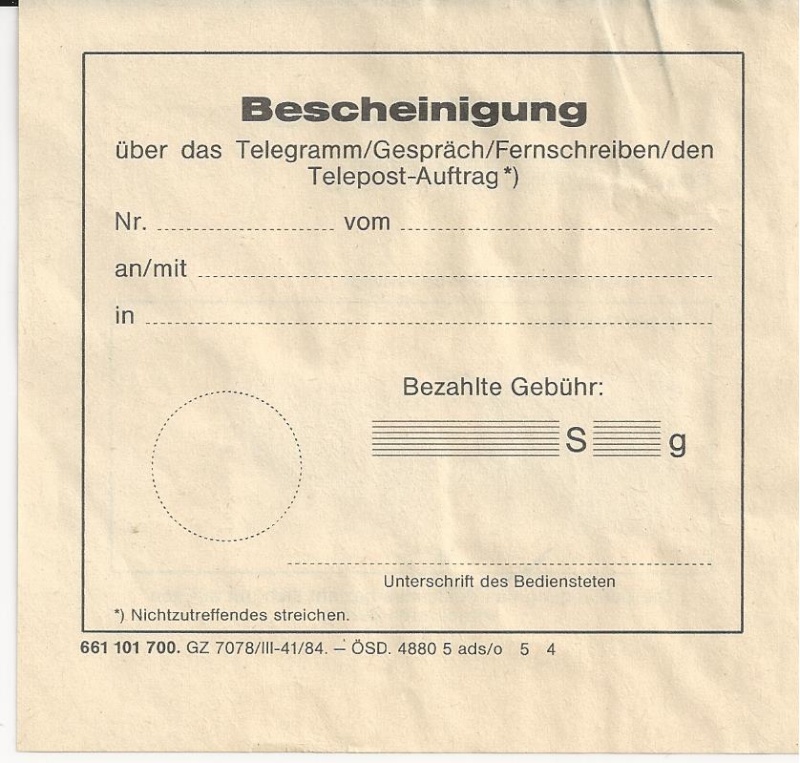 Bescheinigung
über das Telegramm/Gespräch/Fernschreiben/den
Telepost-Auftrag*)
Nr. vom
an/mit
in
Bezahlte Gebühr:
S g
Unterschrift des Bediensteten
*) Nichtzutreffendes streichen.
661 101 700. GZ 7078/III-41/84. – ÖSD. 4880 5 ads/o 5 4